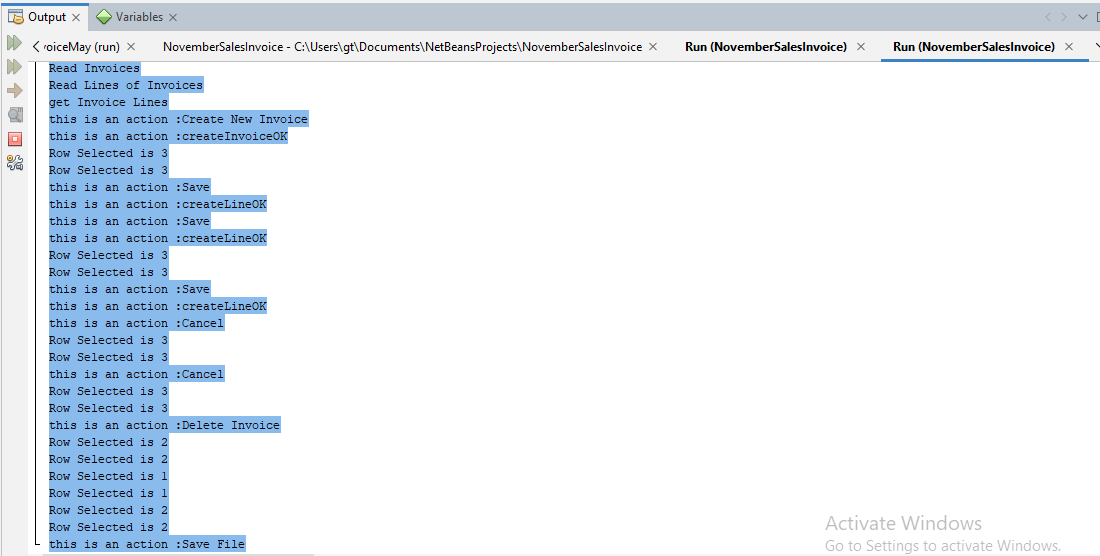 Output
Variables
voiceMay (run)
NovemberSalesInvoice - C:\Users\gt\Documents\NetBeansProjects\NovemberSalesInvoice
Run (NovemberSalesInvoice)
Run (NovemberSalesInvoice)
Read Invoices
Read Lines of Invoices
get Invoice Lines
this is an action :Create New Invoice
this is an action :createInvoiceOK
Row Selected is 3
Row Selected is 3
this is an action :Save
this is an action :createLineOK
this is an action :Save
this is an action :createLineOK
Row Selected is 3
Row Selected is 3
this is an action :Save
this is an action :createLineOK
this is an action :Cancel
Row Selected is 3
Row Selected is 3
this is an action :Cancel
Row Selected is 3
Row Selected is 3
this is an action :Delete Invoice
Row Selected is 2
Row Selected is 2
Row Selected is 1
Row Selected is 1
Row Selected is 2
Row Selected is 2
this is an action :Save File
Activate Windows
Go to Settings to activate Windows.